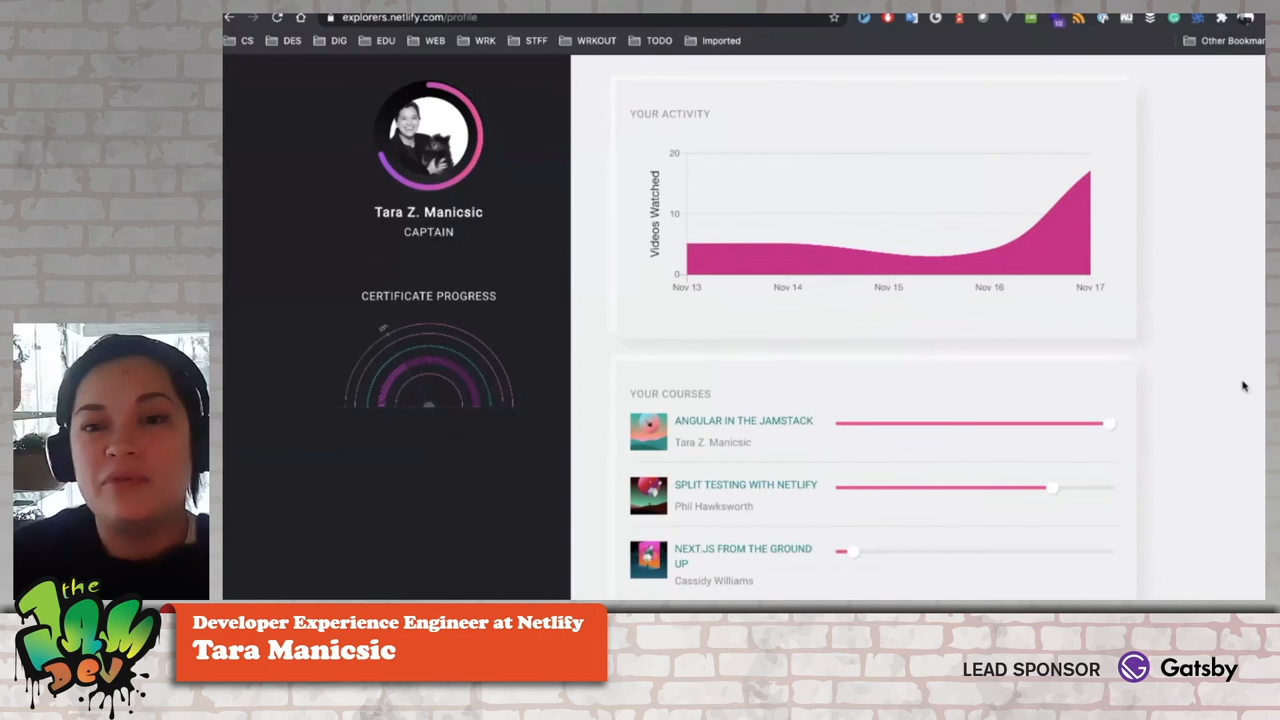 explorers.netlify.com/profile
CS DES DIG EDU WEB WRK STFF WRKOUT TODO Imported Other Bookmar
YOUR ACTIVITY
Videos Watched
20
10
0
Nov 13 Nov 14 Nov 15 Nov 16 Nov 17
Tara Z. Manicsic
CAPTAIN
CERTIFICATE PROGRESS
YOUR COURSES
ANGULAR IN THE JAMSTACK
Tara Z. Manicsic
SPLIT TESTING WITH NETLIFY
Phil Hawksworth
NEXT.JS FROM THE GROUND
UP
Cassidy Williams
the
JAM
DEV
Developer Experience Engineer at Netlify
Tara Manicsic
LEAD SPONSOR Gatsby